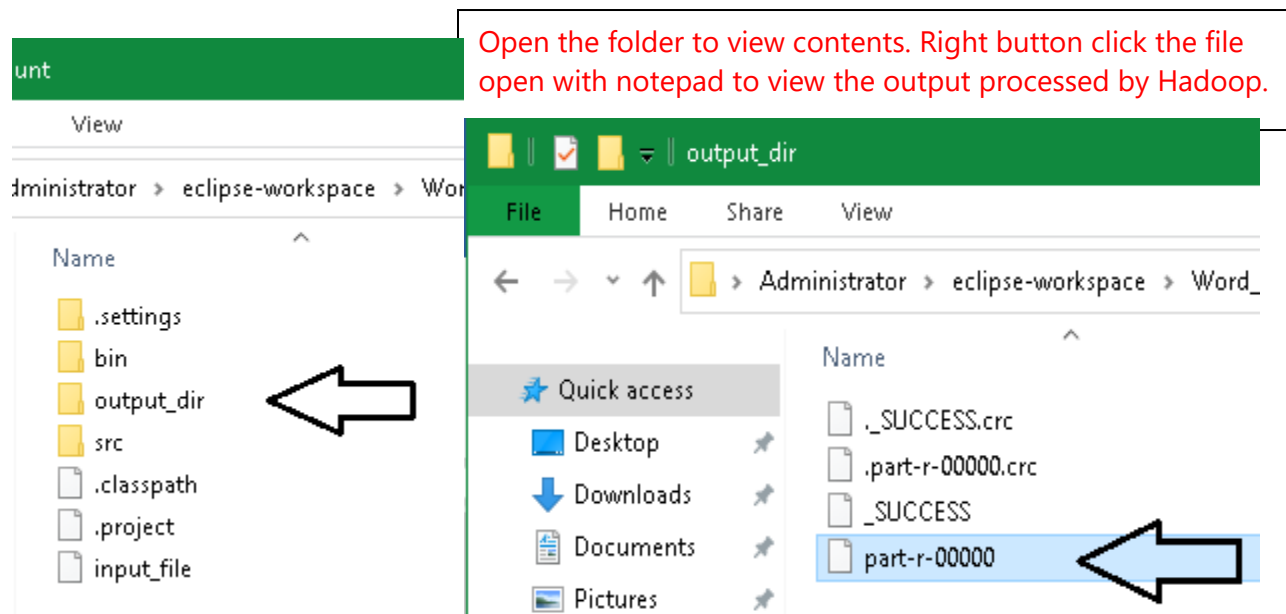 Open the folder to view contents. Right button click the file
open with notepad to view the output processed by Hadoop.
unt
View
dministrator > eclipse-workspace > Wor
Name
.settings
bin
output_dir
src
.classpath
.project
input_file
output_dir
File Home Share View
Administrator > eclipse-workspace > Word_
Name
Quick access
Desktop
Downloads
Documents
Pictures
._SUCCESS.crc
.part-r-00000.crc
_SUCCESS
part-r-00000